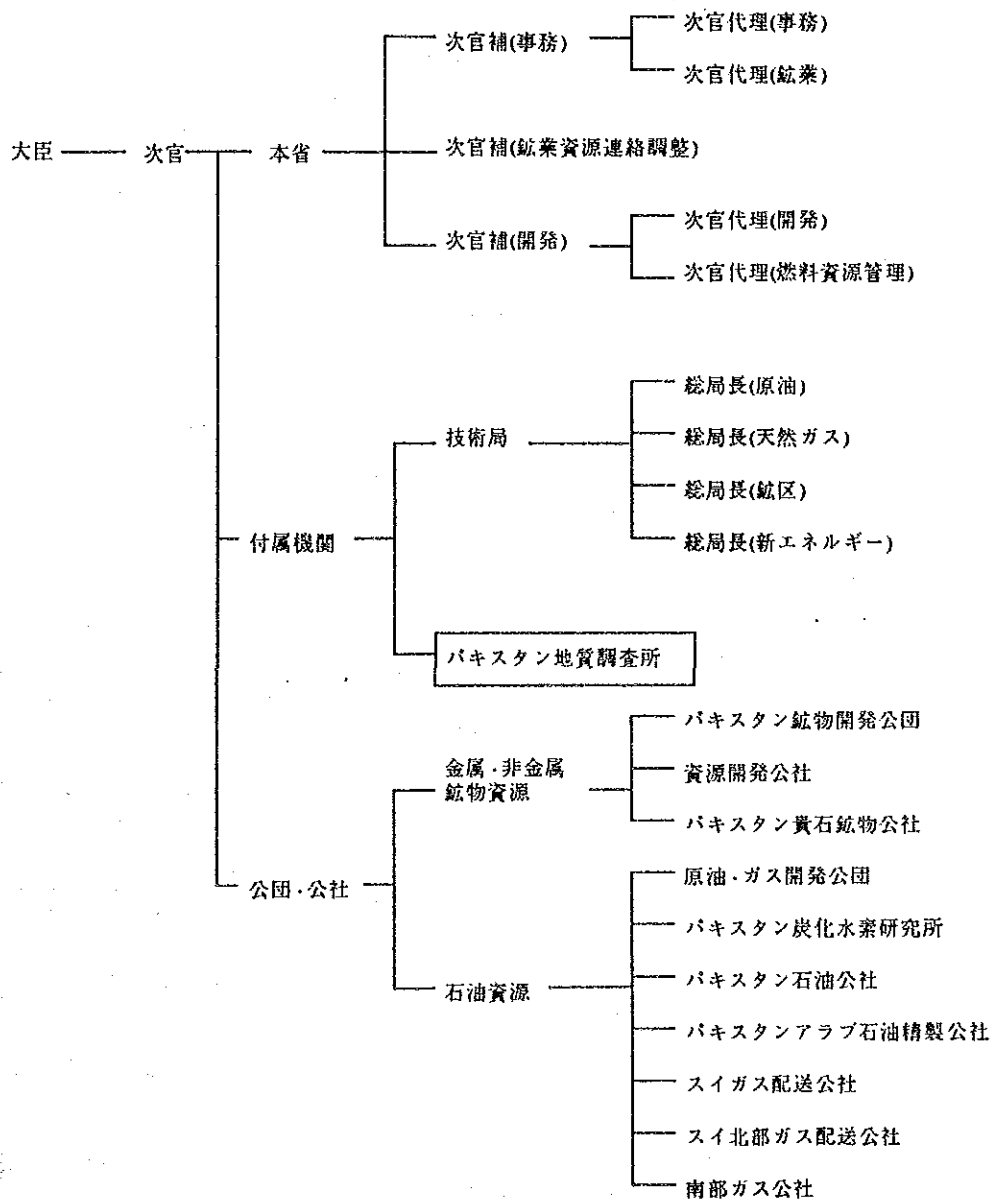 次官補(事務)
次官代理(事務)
次官代理(鉱業)
大臣
次官
本省
次官補(鉱業資源連絡調整)
次官補(開発)
次官代理(開発)
次官代理(燃料資源管理)
付属機関
技術局
総局長(原油)
総局長(天然ガス)
総局長(鉱区)
総局長(新エネルギー)
パキスタン地質調査所
公団・公社
金属・非金属
鉱物資源
パキスタン鉱物開発公団
資源開発公社
パキスタン貴石鉱物公社
石油資源
原油・ガス開発公団
パキスタン炭化水素研究所
パキスタン石油公社
パキスタンアラブ石油精製公社
スイガス配送公社
スイ北部ガス配送公社
南部ガス公社